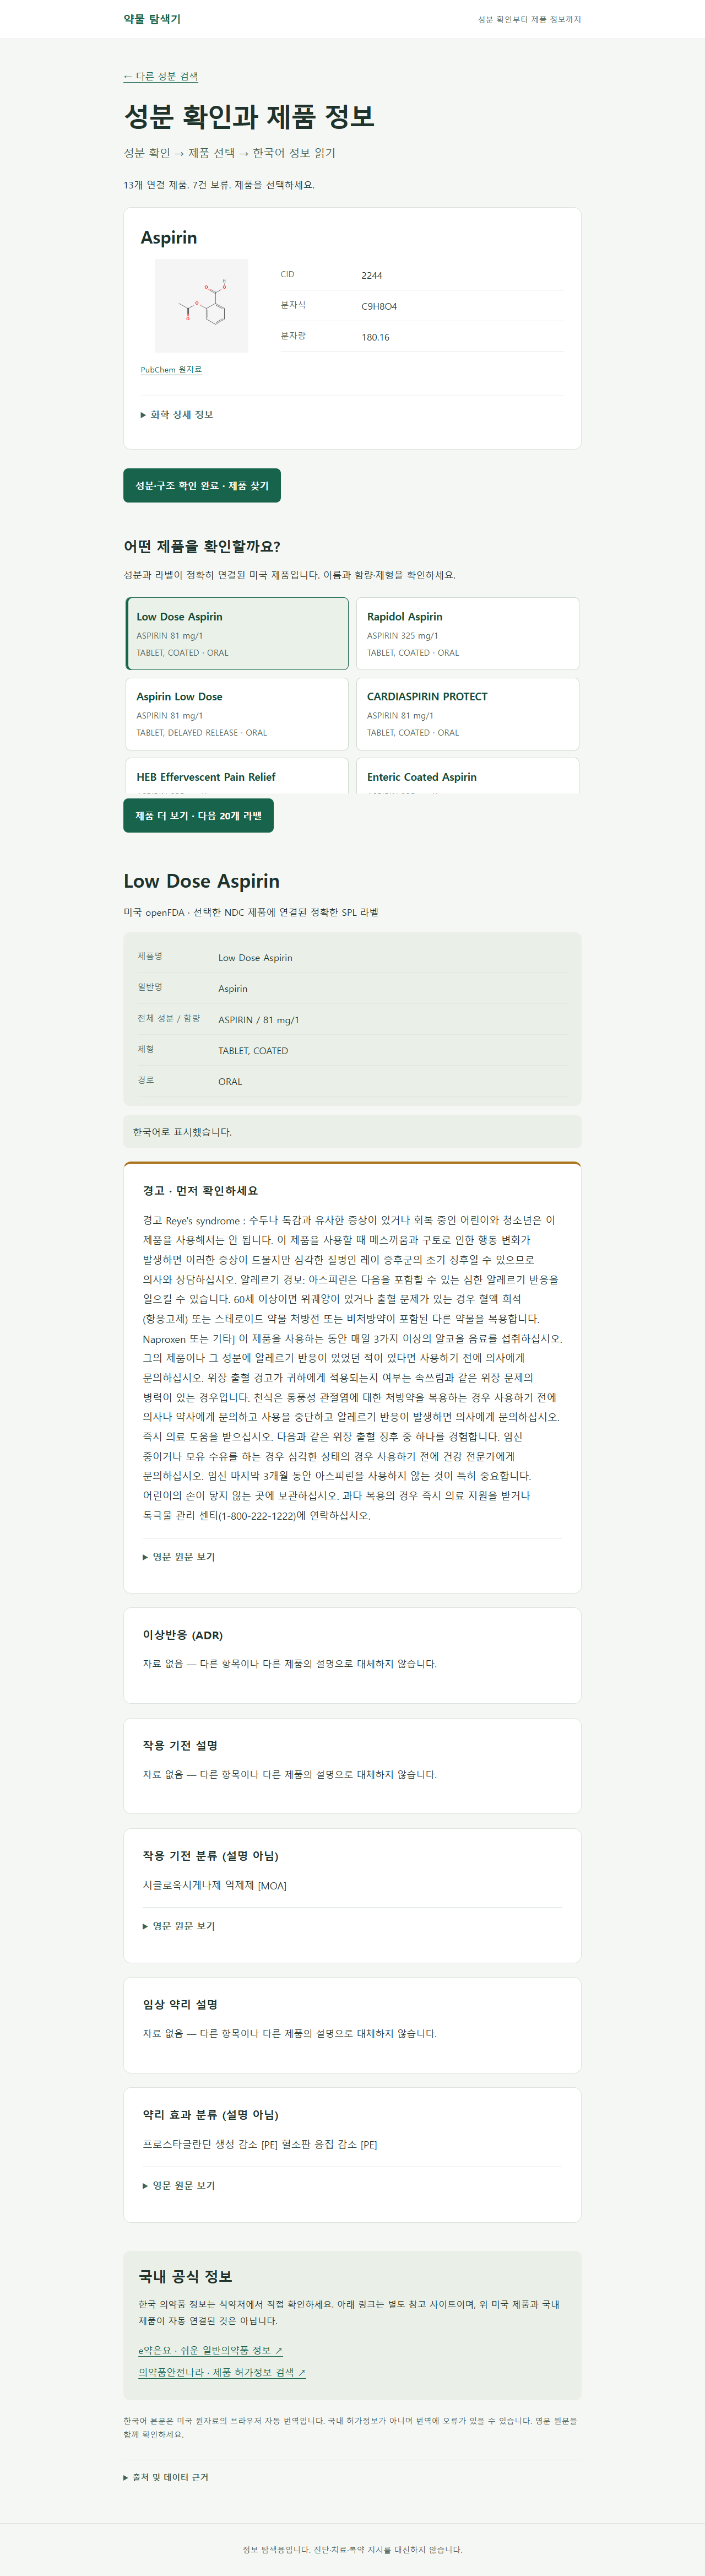 약물 탐색기
성분 확인부터 제품 정보까지
← 다른 성분 검색
성분 확인과 제품 정보
성분 확인 → 제품 선택 → 한국어 정보 읽기
13개 연결 제품. 7건 보류. 제품을 선택하세요.
Aspirin
CID 2244
분자식 C9H8O4
분자량 180.16
PubChem 원자료
▶ 화학 상세 정보
성분·구조 확인 완료 · 제품 찾기
어떤 제품을 확인할까요?
성분과 라벨이 정확히 연결된 미국 제품입니다. 이름과 함량·제형을 확인하세요.
Low Dose Aspirin
ASPIRIN 81 mg/1
TABLET, COATED · ORAL
Rapidol Aspirin
ASPIRIN 325 mg/1
TABLET, COATED · ORAL
Aspirin Low Dose
ASPIRIN 81 mg/1
TABLET, DELAYED RELEASE · ORAL
CARDIASPIRIN PROTECT
ASPIRIN 81 mg/1
TABLET, COATED · ORAL
HEB Effervescent Pain Relief
Enteric Coated Aspirin
제품 더 보기 · 다음 20개 라벨
Low Dose Aspirin
미국 openFDA · 선택한 NDC 제품에 연결된 정확한 SPL 라벨
제품명 Low Dose Aspirin
일반명 Aspirin
전체 성분 / 함량 ASPIRIN / 81 mg/1
제형 TABLET, COATED
경로 ORAL
한국어로 표시했습니다.
경고 · 먼저 확인하세요
경고 Reye's syndrome : 수두나 독감과 유사한 증상이 있거나 회복 중인 어린이와 청소년은 이
제품을 사용해서는 안 됩니다. 이 제품을 사용할 때 메스꺼움과 구토로 인한 행동 변화가
발생하면 이러한 증상이 드물지만 심각한 질병인 레이 증후군의 초기 징후일 수 있으므로
의사와 상담하십시오. 알레르기 경보: 아스피린은 다음을 포함할 수 있는 심한 알레르기 반응을
일으킬 수 있습니다. 60세 이상이면 위궤양이 있거나 출혈 문제가 있는 경우 혈액 희석
(항응고제) 또는 스테로이드 약물 처방전 또는 비처방약이 포함된 다른 약물을 복용합니다.
Naproxen 또는 기타] 이 제품을 사용하는 동안 매일 3가지 이상의 알코올 음료를 섭취하십시오.
그의 제품이나 그 성분에 알레르기 반응이 있었던 적이 있다면 사용하기 전에 의사에게
문의하십시오. 위장 출혈 경고가 귀하에게 적용되는지 여부는 속쓰림과 같은 위장 문제의
병력이 있는 경우입니다. 천식은 통풍성 관절염에 대한 처방약을 복용하는 경우 사용하기 전에
의사나 약사에게 문의하고 사용을 중단하고 알레르기 반응이 발생하면 의사에게 문의하십시오.
즉시 의료 도움을 받으십시오. 다음과 같은 위장 출혈 징후 중 하나를 경험합니다. 임신
중이거나 모유 수유를 하는 경우 심각한 상태의 경우 사용하기 전에 건강 전문가에게
문의하십시오. 임신 마지막 3개월 동안 아스피린을 사용하지 않는 것이 특히 중요합니다.
어린이의 손이 닿지 않는 곳에 보관하십시오. 과다 복용의 경우 즉시 의료 지원을 받거나
독극물 관리 센터(1-800-222-1222)에 연락하십시오.
▶ 영문 원문 보기
이상반응 (ADR)
자료 없음 — 다른 항목이나 다른 제품의 설명으로 대체하지 않습니다.
작용 기전 설명
자료 없음 — 다른 항목이나 다른 제품의 설명으로 대체하지 않습니다.
작용 기전 분류 (설명 아님)
시클로옥시게나제 억제제 [MOA]
▶ 영문 원문 보기
임상 약리 설명
자료 없음 — 다른 항목이나 다른 제품의 설명으로 대체하지 않습니다.
약리 효과 분류 (설명 아님)
프로스타글란딘 생성 감소 [PE] 혈소판 응집 감소 [PE]
▶ 영문 원문 보기
국내 공식 정보
한국 의약품 정보는 식약처에서 직접 확인하세요. 아래 링크는 별도 참고 사이트이며, 위 미국 제품과 국내
제품이 자동 연결된 것은 아닙니다.
e약은요 · 쉬운 일반의약품 정보 ↗
의약품안전나라 · 제품 허가정보 검색 ↗
한국어 본문은 미국 원자료의 브라우저 자동 번역입니다. 국내 허가정보가 아니며 번역에 오류가 있을 수 있습니다. 영문 원문을
함께 확인하세요.
▶ 출처 및 데이터 근거
정보 탐색용입니다. 진단·치료·복약 지시를 대신하지 않습니다.